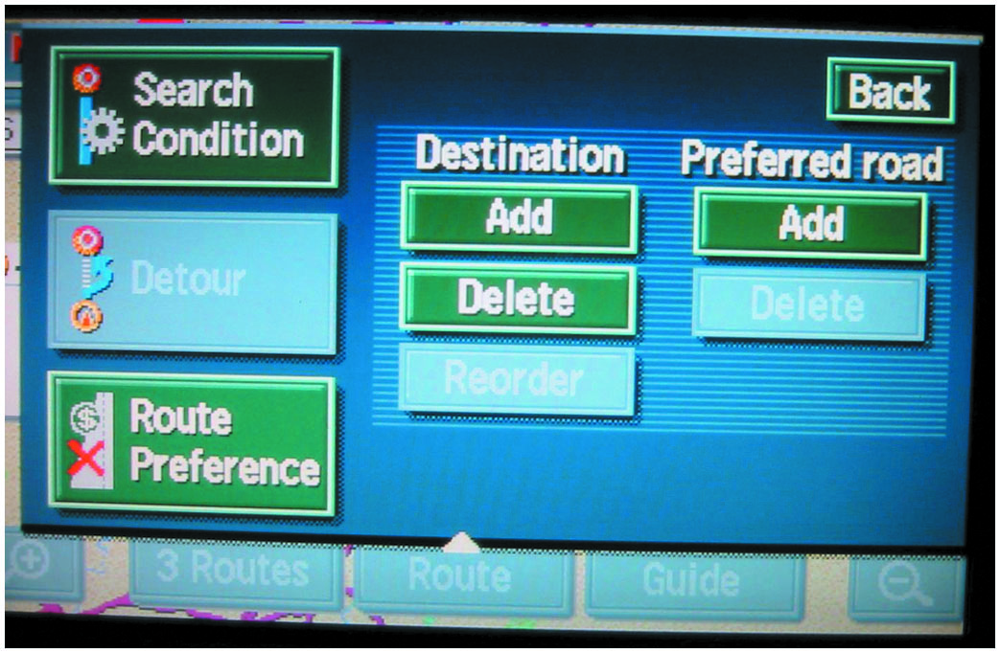 Search
Condition
Back
Destination
Preferred road
Add
Add
Detour
Delete
Delete
Reorder
Route
Preference
3 Routes
Route
Guide